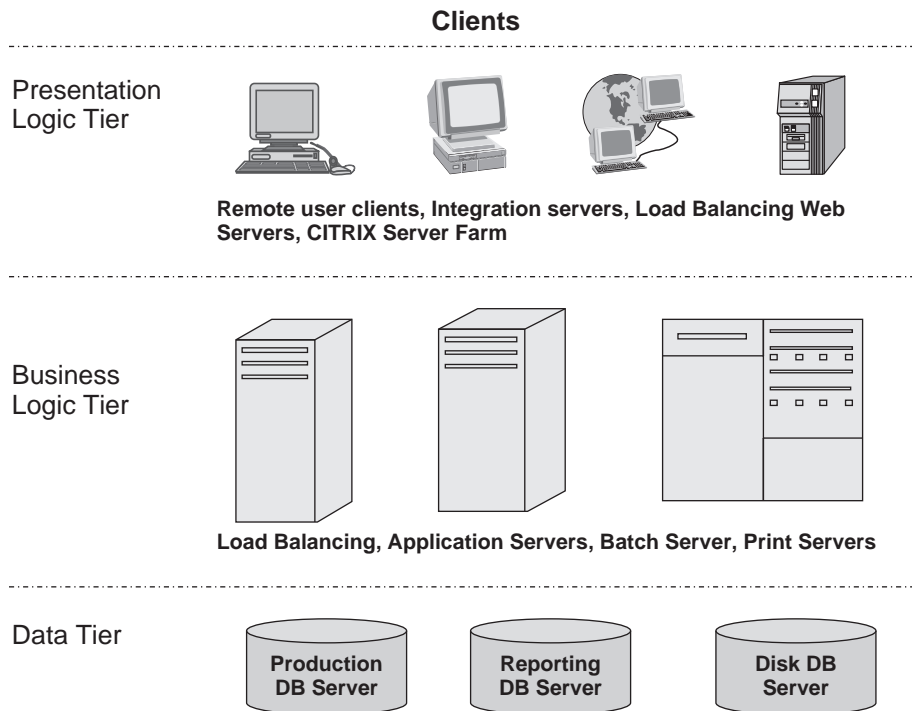 Clients
Presentation
Logic Tier
Remote user clients, Integration servers, Load Balancing Web
Servers, CITRIX Server Farm
Business
Logic Tier
Load Balancing, Application Servers, Batch Server, Print Servers
Data Tier
Production
DB Server
Reporting
DB Server
Disk DB
Server